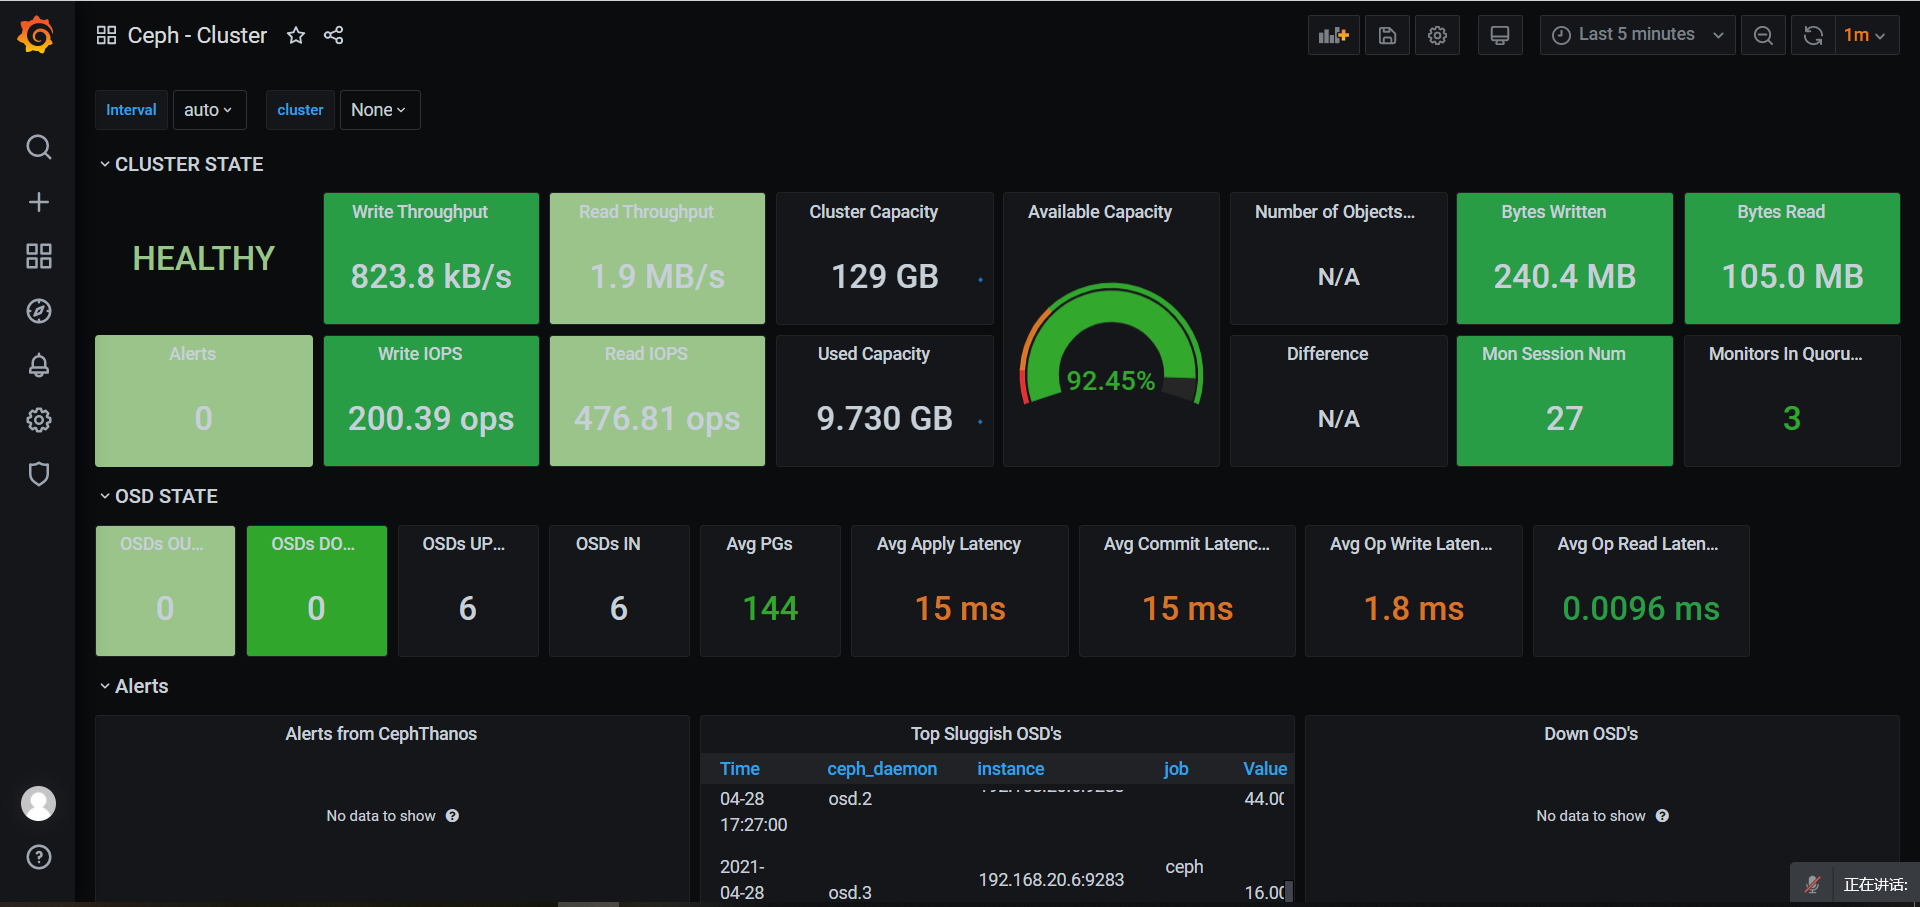 Ceph - Cluster
Last 5 minutes
1m
Interval
auto
cluster
None
CLUSTER STATE
HEALTHY
Write Throughput
823.8 kB/s
Read Throughput
1.9 MB/s
Cluster Capacity
129 GB
Available Capacity
92.45%
Number of Objects...
N/A
Bytes Written
240.4 MB
Bytes Read
105.0 MB
Alerts
0
Write IOPS
200.39 ops
Read IOPS
476.81 ops
Used Capacity
9.730 GB
Difference
N/A
Mon Session Num
27
Monitors In Quoru...
3
OSD STATE
OSDs OU...
0
OSDs DO...
0
OSDs UP...
6
OSDs IN
6
Avg PGs
144
Avg Apply Latency
15 ms
Avg Commit Latenc...
15 ms
Avg Op Write Laten...
1.8 ms
Avg Op Read Laten...
0.0096 ms
Alerts
Alerts from CephThanos
No data to show
Top Sluggish OSD's
Time ceph_daemon instance job Value
04-28 osd.2 44.00
17:27:00
2021- ceph
192.168.20.6:9283
04-28 osd.3 16.00
Down OSD's
No data to show
正在讲话: